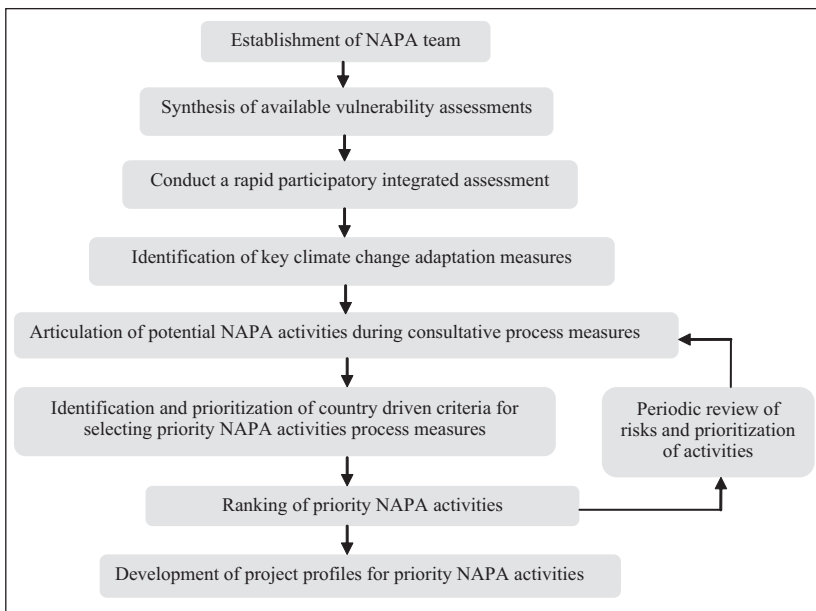 Establishment of NAPA team
Synthesis of available vulnerability assessments
Conduct a rapid participatory integrated assessment
Identification of key climate change adaptation measures
Articulation of potential NAPA activities during consultative process measures
Identification and prioritization of country driven criteria for
selecting priority NAPA activities process measures
Periodic review of
risks and prioritization
of activities
Ranking of priority NAPA activities
Development of project profiles for priority NAPA activities